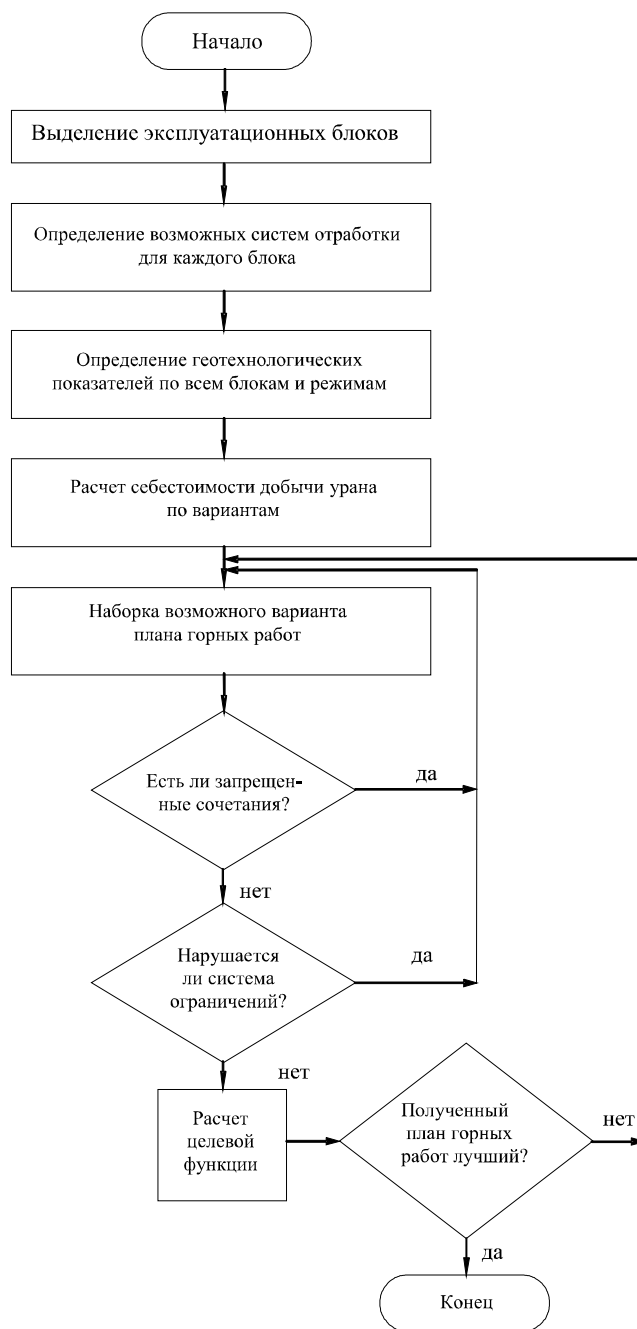 Начало
Выделение эксплуатационных блоков
Определение возможных систем отработки
для каждого блока
Определение геотехнологических
показателей по всем блокам и режимам
Расчет себестоимости добычи урана
по вариантам
Наборка возможного варианта
плана горных работ
Есть ли запрещен-
ные сочетания?
да
нет
Нарушается
ли система
ограничений?
да
нет
Расчет
целевой
функции
Полученный
план горных
работ лучший?
нет
да
Конец